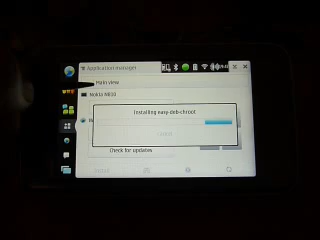 Application manager
Main view
Nokia N810
Installing easy-deb-chroot
Check for updates